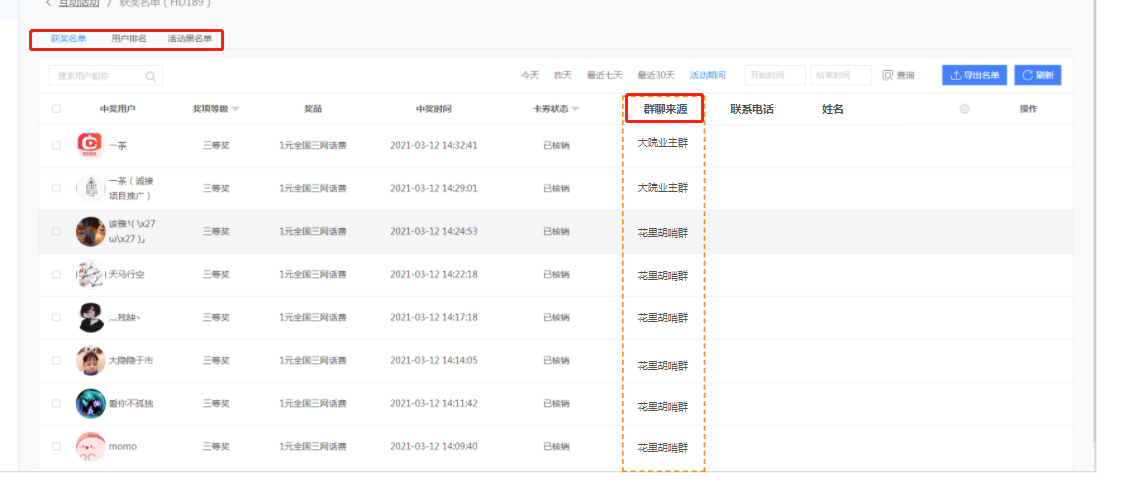 < 互动活动 / 获奖名单 ( HD189 )
获奖名单 用户排名 活动黑名单
搜索用户昵称 今天 昨天 最近七天 最近30天 活动期间 开始时间 结束时间 查询 导出名单 刷新
中奖用户 奖项等级 奖品 中奖时间 卡券状态 群聊来源 联系电话 姓名 操作
一茶 三等奖 1元全国三网话费 2021-03-12 14:32:41 已核销 大院业主群
一茶（诚接
项目推广） 三等奖 1元全国三网话费 2021-03-12 14:29:01 已核销 大院业主群
ω\x27 )و 三等奖 1元全国三网话费 2021-03-12 14:24:53 已核销 花里胡哨群
天马行空 三等奖 1元全国三网话费 2021-03-12 14:22:18 已核销 花里胡哨群
灬残缺丶 三等奖 1元全国三网话费 2021-03-12 14:17:18 已核销 花里胡哨群
大隐隐于市 三等奖 1元全国三网话费 2021-03-12 14:14:05 已核销 花里胡哨群
爱你不孤独 三等奖 1元全国三网话费 2021-03-12 14:11:42 已核销 花里胡哨群
momo 三等奖 1元全国三网话费 2021-03-12 14:09:40 已核销 花里胡哨群